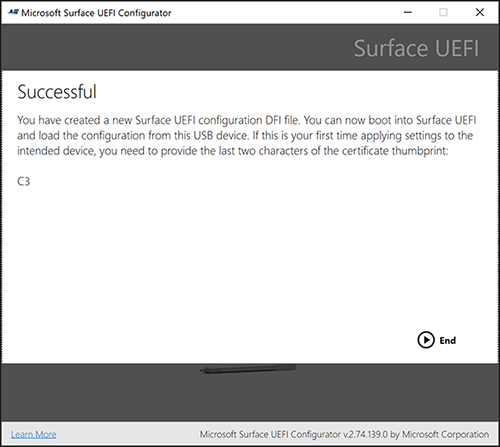 Microsoft Surface UEFI Configurator
Surface UEFI
Successful
You have created a new Surface UEFI configuration DFI file. You can now boot into Surface UEFI
and load the configuration from this USB device. If this is your first time applying settings to the
intended device, you need to provide the last two characters of the certificate thumbprint:
C3
End
Learn More
Microsoft Surface UEFI Configurator v.2.74.139.0 by Microsoft Corporation